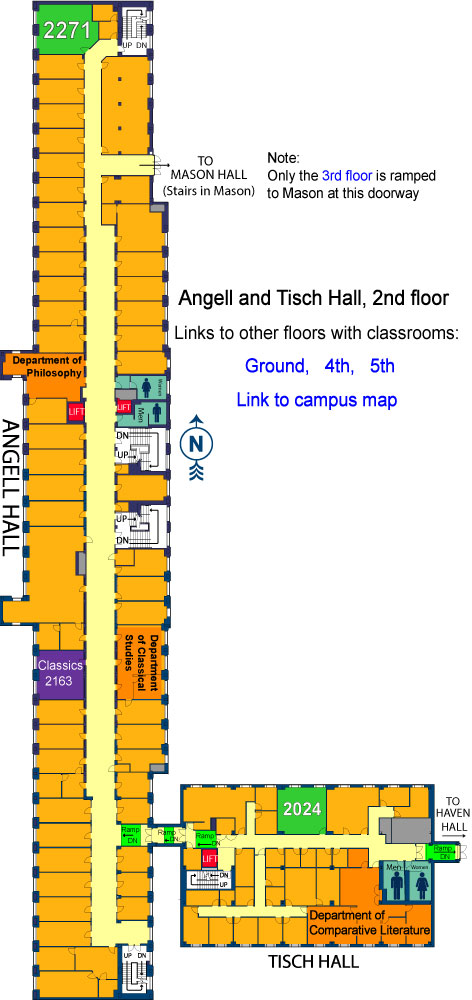 2271
UP DN
TO
MASON HALL
(Stairs in Mason)
Note:
Only the 3rd floor is ramped
to Mason at this doorway
Angell and Tisch Hall, 2nd floor
Links to other floors with classrooms:
Ground, 4th, 5th
Link to campus map
Department of
Philosophy
Women
LIFT
LIFT
Men
ANGELL HALL
N
DN
UP
UP
DN
Department
of Classical
Studies
Classics
2163
2024
TO
HAVEN
HALL
Ramp
DN
Ramp
DN
Ramp
DN
Ramp
DN
LIFT
DN
UP
Men
Women
Department of
Comparative Literature
UP DN
TISCH HALL